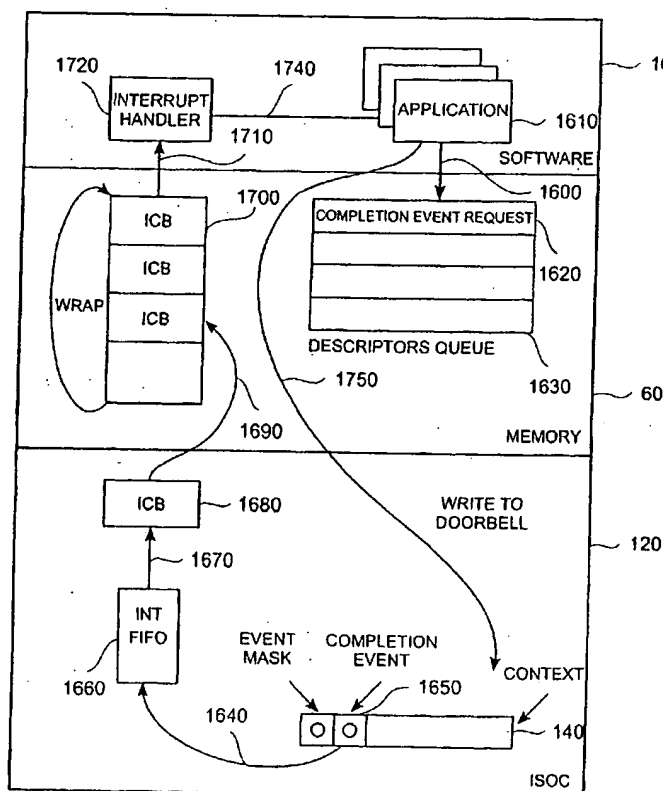 1720
INTERRUPT
HANDLER
1740
APPLICATION
1610
16
1710
SOFTWARE
1600
1700
ICB
ICB
ICB
WRAP
COMPLETION EVENT REQUEST
1620
DESCRIPTORS QUEUE
1630
1750
1690
60
MEMORY
ICB
1680
WRITE TO
DOORBELL
120
1670
INT
FIFO
1660
EVENT
MASK
COMPLETION
EVENT
1650
CONTEXT
140
1640
ISOC